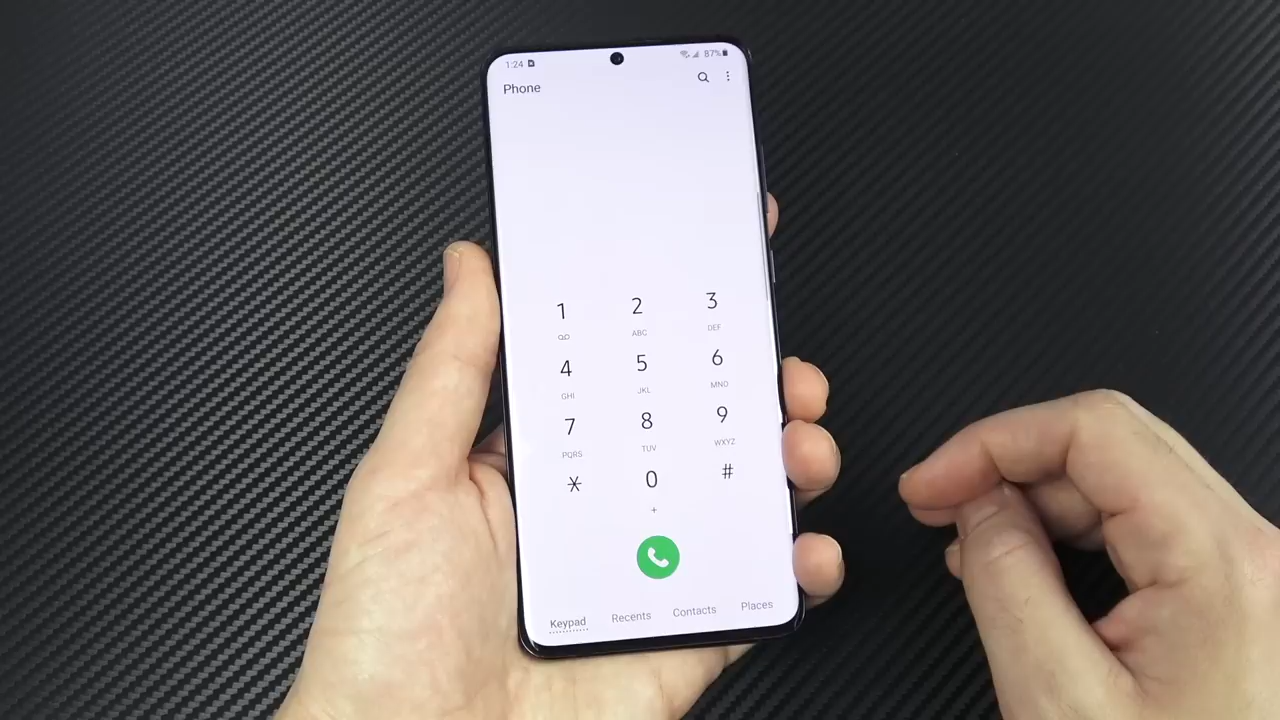 1:24 87%
Phone
1 2 3
ABC DEF
4 5 6
GHI JKL MNO
7 8 9
PQRS TUV WXYZ
* 0 #
+
Keypad Recents Contacts Places